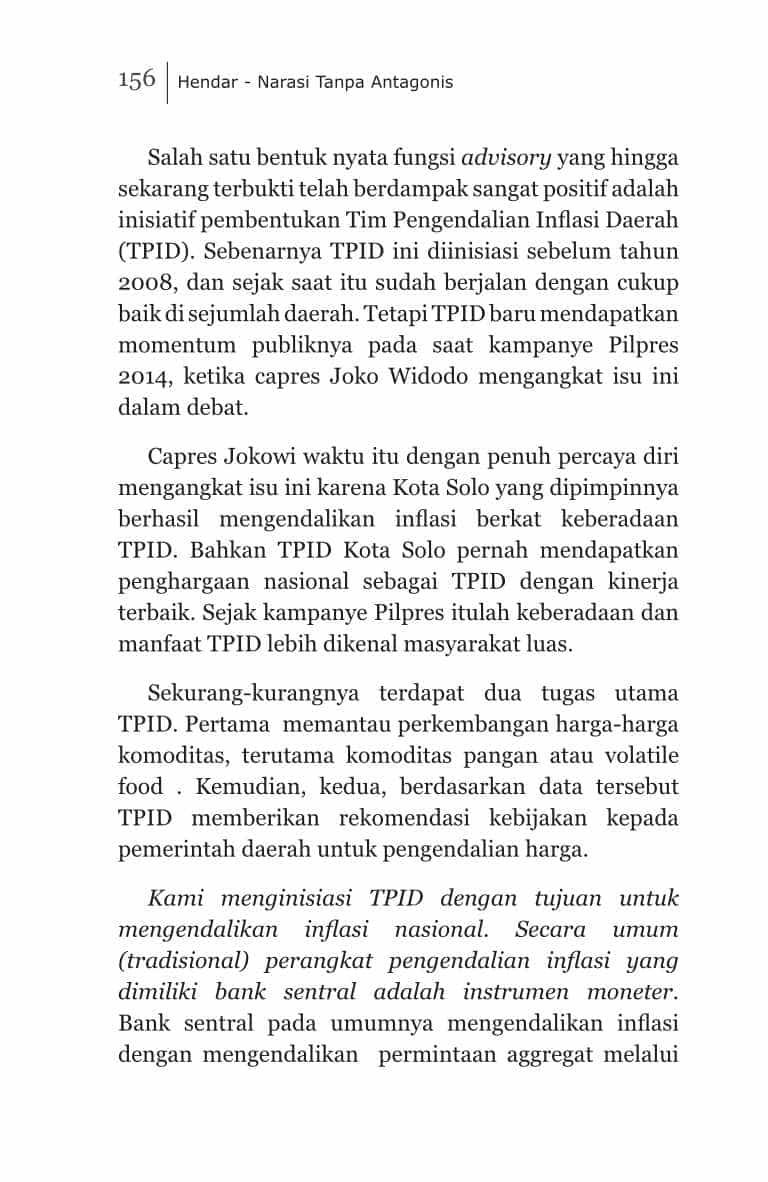 156 Hendar - Narasi Tanpa Antagonis
Salah satu bentuk nyata fungsi advisory yang hingga
sekarang terbukti telah berdampak sangat positif adalah
inisiatif pembentukan Tim Pengendalian Inflasi Daerah
(TPID). Sebenarnya TPID ini diinisiasi sebelum tahun
2008, dan sejak saat itu sudah berjalan dengan cukup
baik di sejumlah daerah. Tetapi TPID baru mendapatkan
momentum publiknya pada saat kampanye Pilpres
2014, ketika capres Joko Widodo mengangkat isu ini
dalam debat.
Capres Jokowi waktu itu dengan penuh percaya diri
mengangkat isu ini karena Kota Solo yang dipimpinnya
berhasil mengendalikan inflasi berkat keberadaan
TPID. Bahkan TPID Kota Solo pernah mendapatkan
penghargaan nasional sebagai TPID dengan kinerja
terbaik. Sejak kampanye Pilpres itulah keberadaan dan
manfaat TPID lebih dikenal masyarakat luas.
Sekurang-kurangnya terdapat dua tugas utama
TPID. Pertama memantau perkembangan harga-harga
komoditas, terutama komoditas pangan atau volatile
food . Kemudian, kedua, berdasarkan data tersebut
TPID memberikan rekomendasi kebijakan kepada
pemerintah daerah untuk pengendalian harga.
Kami menginisiasi TPID dengan tujuan untuk
mengendalikan inflasi nasional. Secara umum
(tradisional) perangkat pengendalian inflasi yang
dimiliki bank sentral adalah instrumen moneter.
Bank sentral pada umumnya mengendalikan inflasi
dengan mengendalikan permintaan aggregat melalui